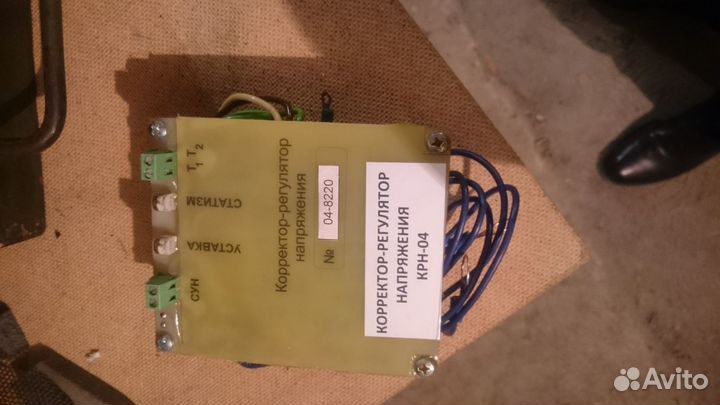 Т₁ Т₂
СТАТИЗМ
УСТАВКА
СУН
Корректор-регулятор
напряжения
№ 04-8220
КОРРЕКТОР-РЕГУЛЯТОР
НАПРЯЖЕНИЯ
КРН-04
Avito